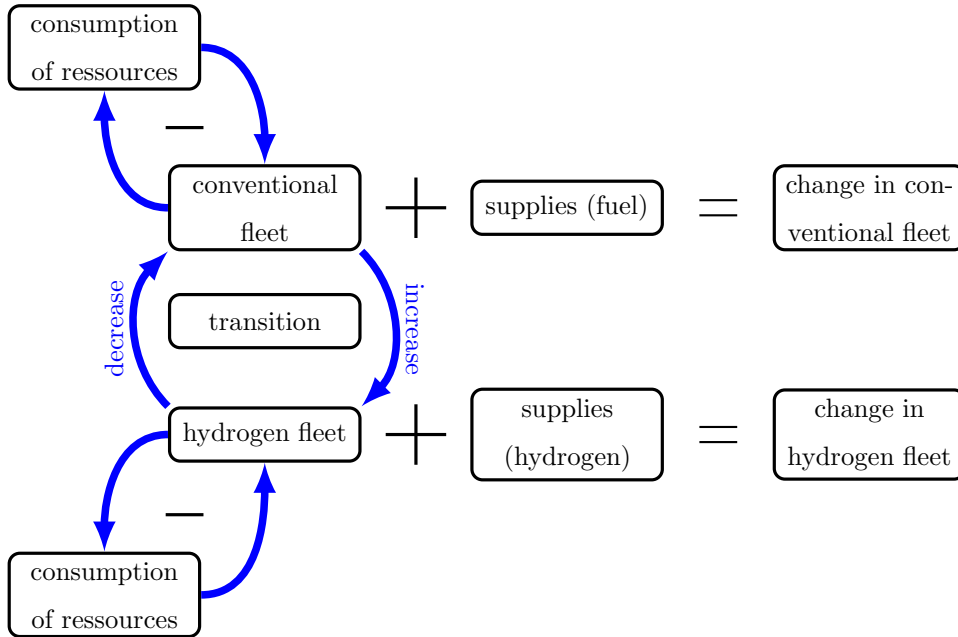 consumption
of ressources
−
conventional
fleet
+
supplies (fuel)
=
change in con-
ventional fleet
decrease
transition
increase
hydrogen fleet
+
supplies
(hydrogen)
=
change in
hydrogen fleet
−
consumption
of ressources